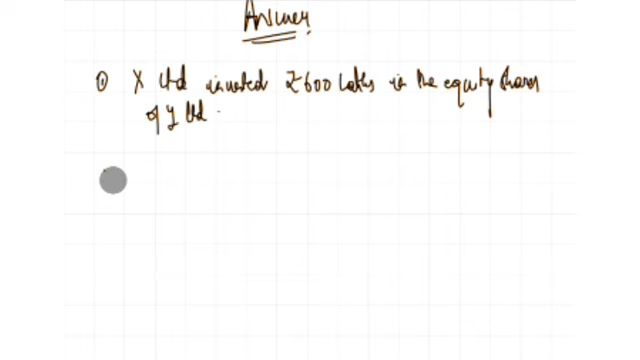 Answer
① X Ltd invested ₹600 lakhs in the equity shares
of Y Ltd